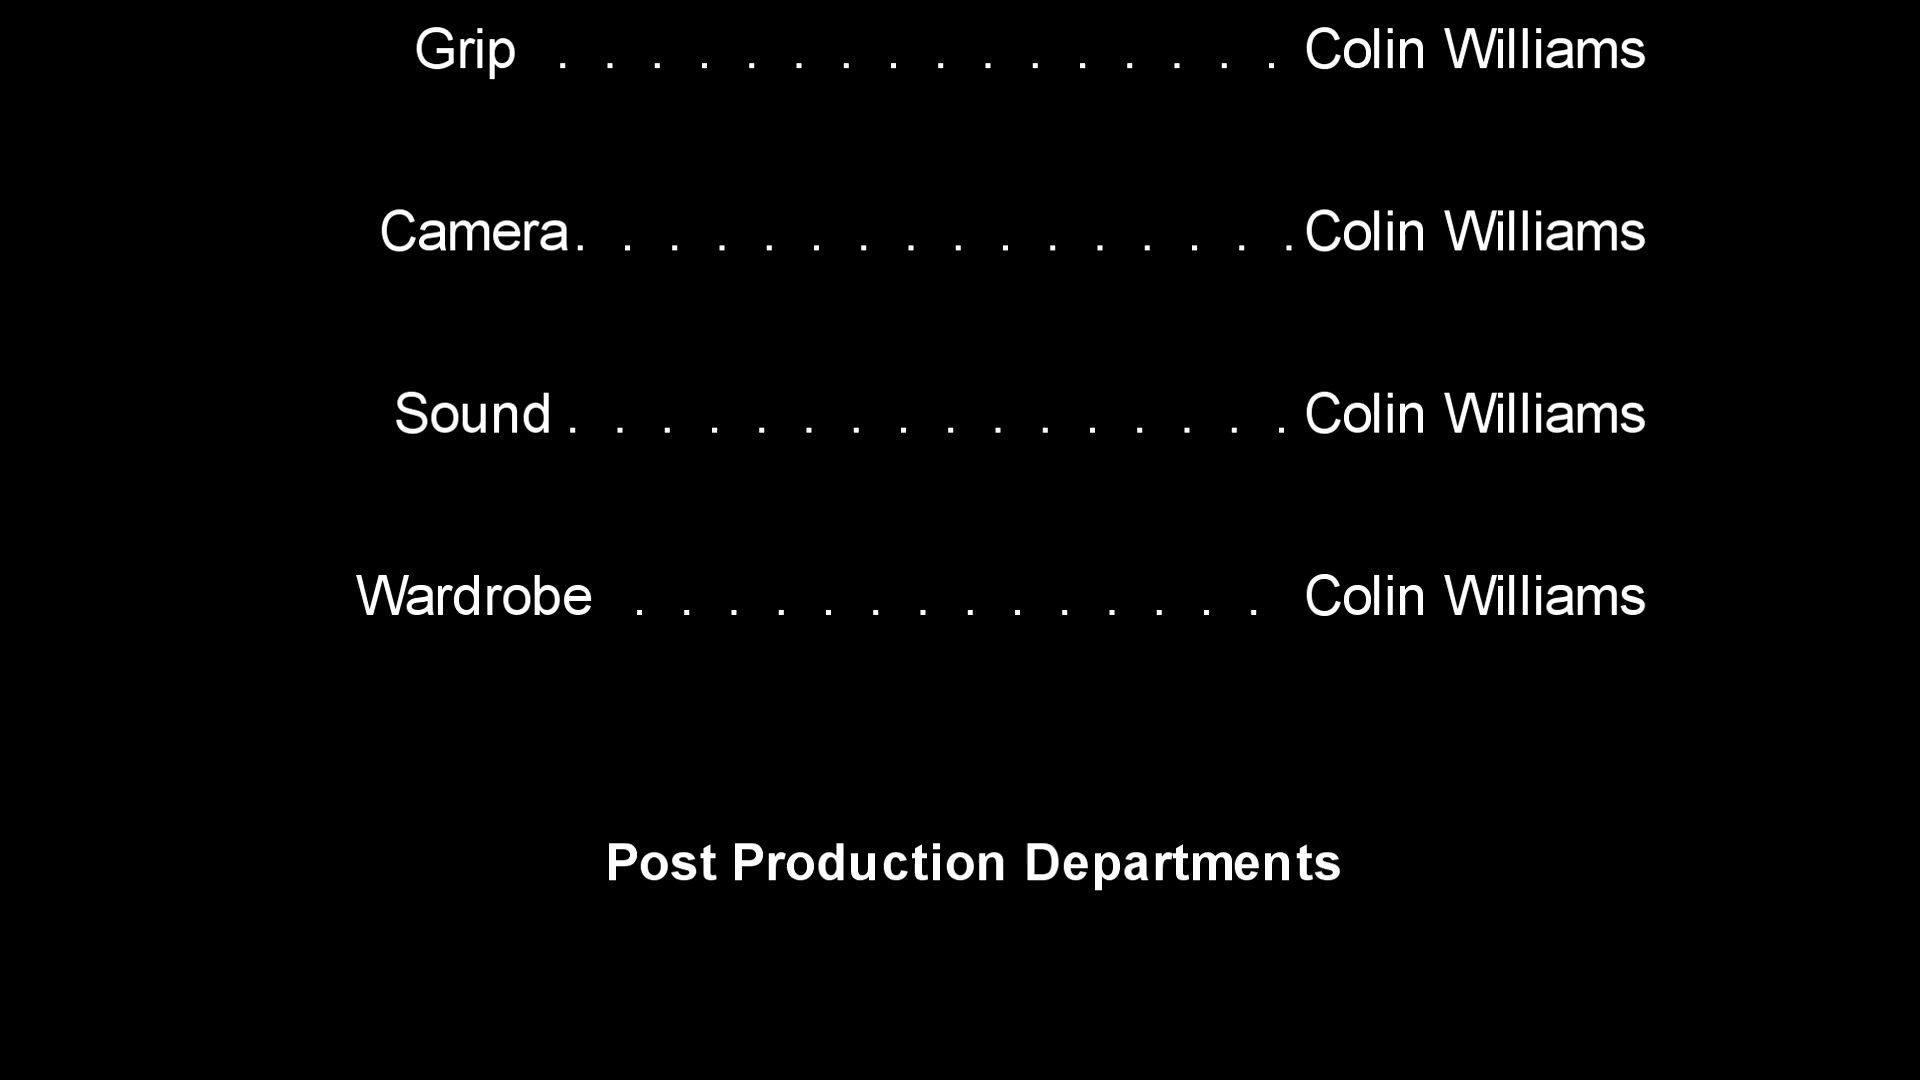 Grip . . . . . . . . . . . . . . . . Colin Williams
Camera. . . . . . . . . . . . . . . .Colin Williams
Sound . . . . . . . . . . . . . . . . Colin Williams
Wardrobe . . . . . . . . . . . . . . Colin Williams
Post Production Departments